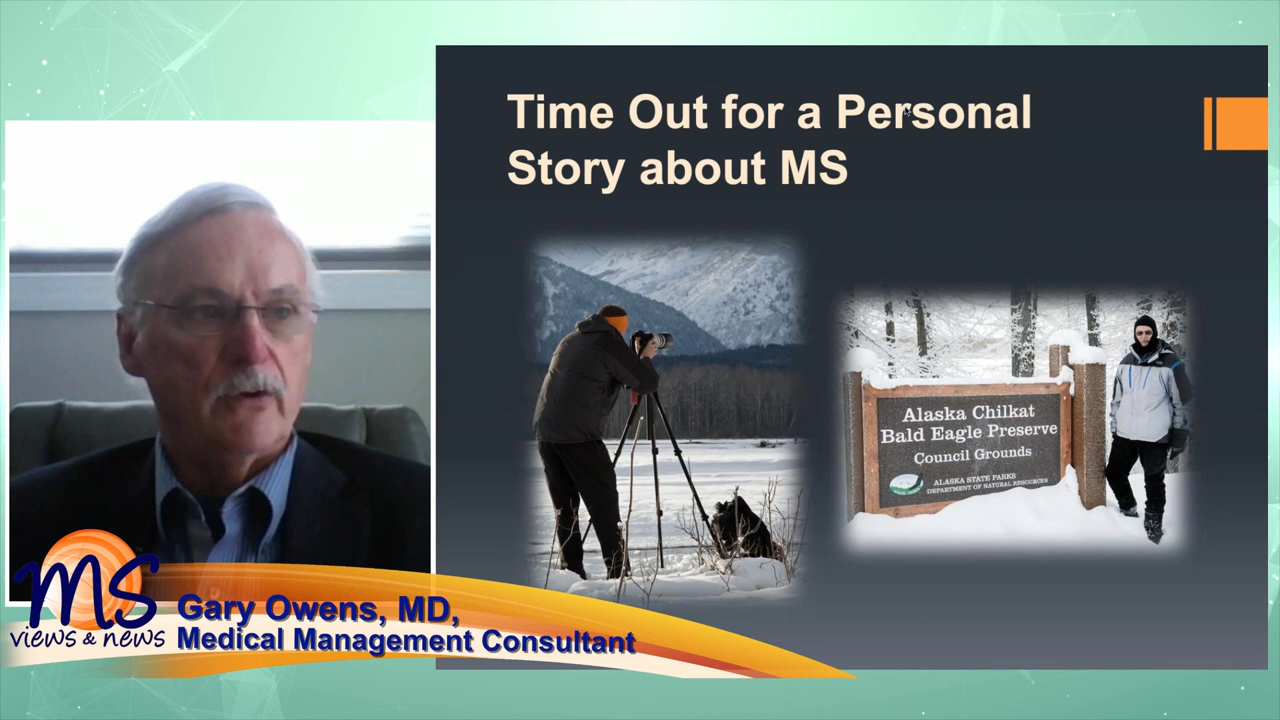 Time Out for a Personal
Story about MS
Alaska Chilkat
Bald Eagle Preserve
Council Grounds
ALASKA STATE PARKS
DEPARTMENT OF NATURAL RESOURCES
MS
views & news
Gary Owens, MD,
Medical Management Consultant